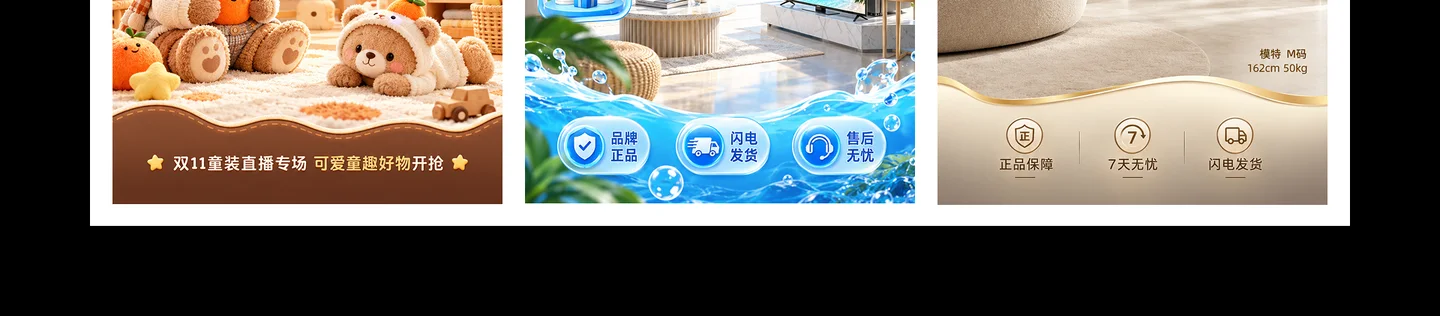 双11童装直播专场 可爱童趣好物开抢
品牌
正品
闪电
发货
售后
无忧
模特 M码
162cm 50kg
正
7
正品保障
7天无忧
闪电发货